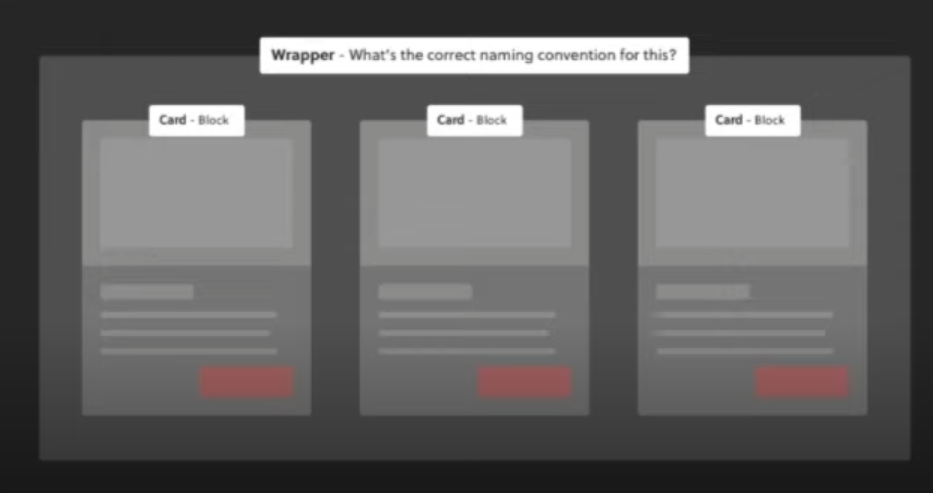 Wrapper - What's the correct naming convention for this?
Card - Block
Card - Block
Card - Block